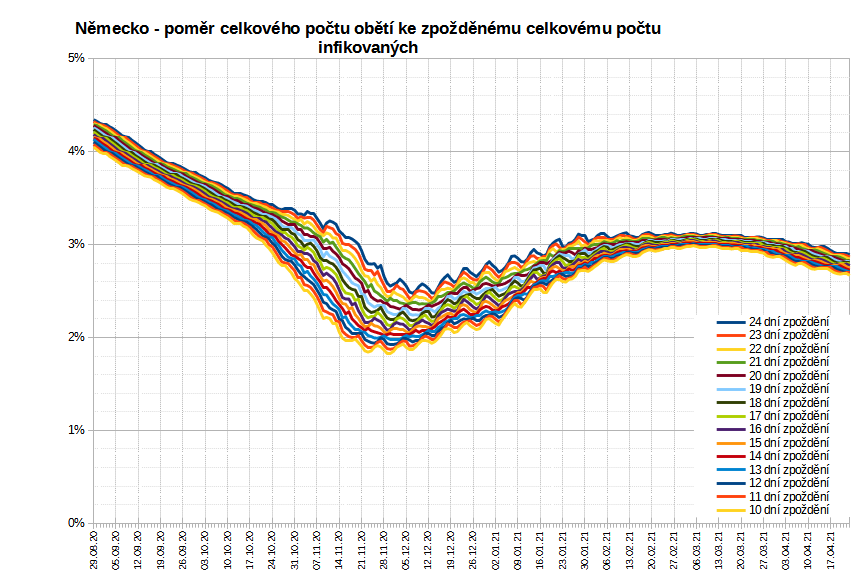 Německo - poměr celkového počtu obětí ke zpožděnému celkovému počtu
infikovaných
5%
4%
3%
2%
1%
0%
24 dní zpoždění
23 dní zpoždění
22 dní zpoždění
21 dní zpoždění
20 dní zpoždění
19 dní zpoždění
18 dní zpoždění
17 dní zpoždění
16 dní zpoždění
15 dní zpoždění
14 dní zpoždění
13 dní zpoždění
12 dní zpoždění
11 dní zpoždění
10 dní zpoždění
29.08.20
05.09.20
12.09.20
19.09.20
26.09.20
03.10.20
10.10.20
17.10.20
24.10.20
31.10.20
07.11.20
14.11.20
21.11.20
28.11.20
05.12.20
12.12.20
19.12.20
26.12.20
02.01.21
09.01.21
16.01.21
23.01.21
30.01.21
06.02.21
13.02.21
20.02.21
27.02.21
06.03.21
13.03.21
20.03.21
27.03.21
03.04.21
10.04.21
17.04.21